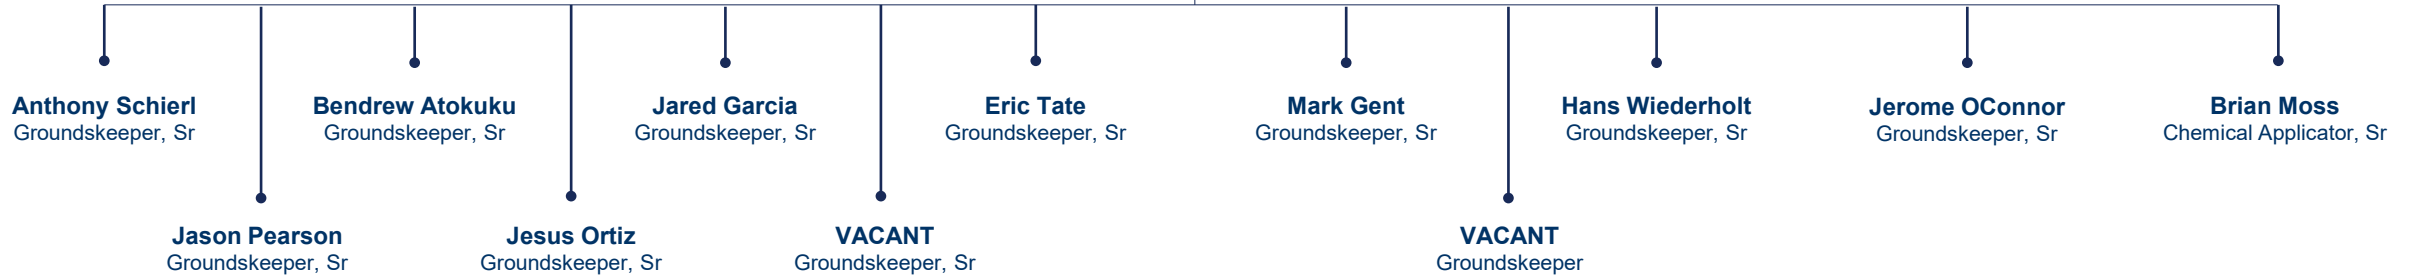 Anthony Schierl
Groundskeeper, Sr
Bendrew Atokuku
Groundskeeper, Sr
Jared Garcia
Groundskeeper, Sr
Eric Tate
Groundskeeper, Sr
Mark Gent
Groundskeeper, Sr
Hans Wiederholt
Groundskeeper, Sr
Jerome OConnor
Groundskeeper, Sr
Brian Moss
Chemical Applicator, Sr
Jason Pearson
Groundskeeper, Sr
Jesus Ortiz
Groundskeeper, Sr
VACANT
Groundskeeper, Sr
VACANT
Groundskeeper